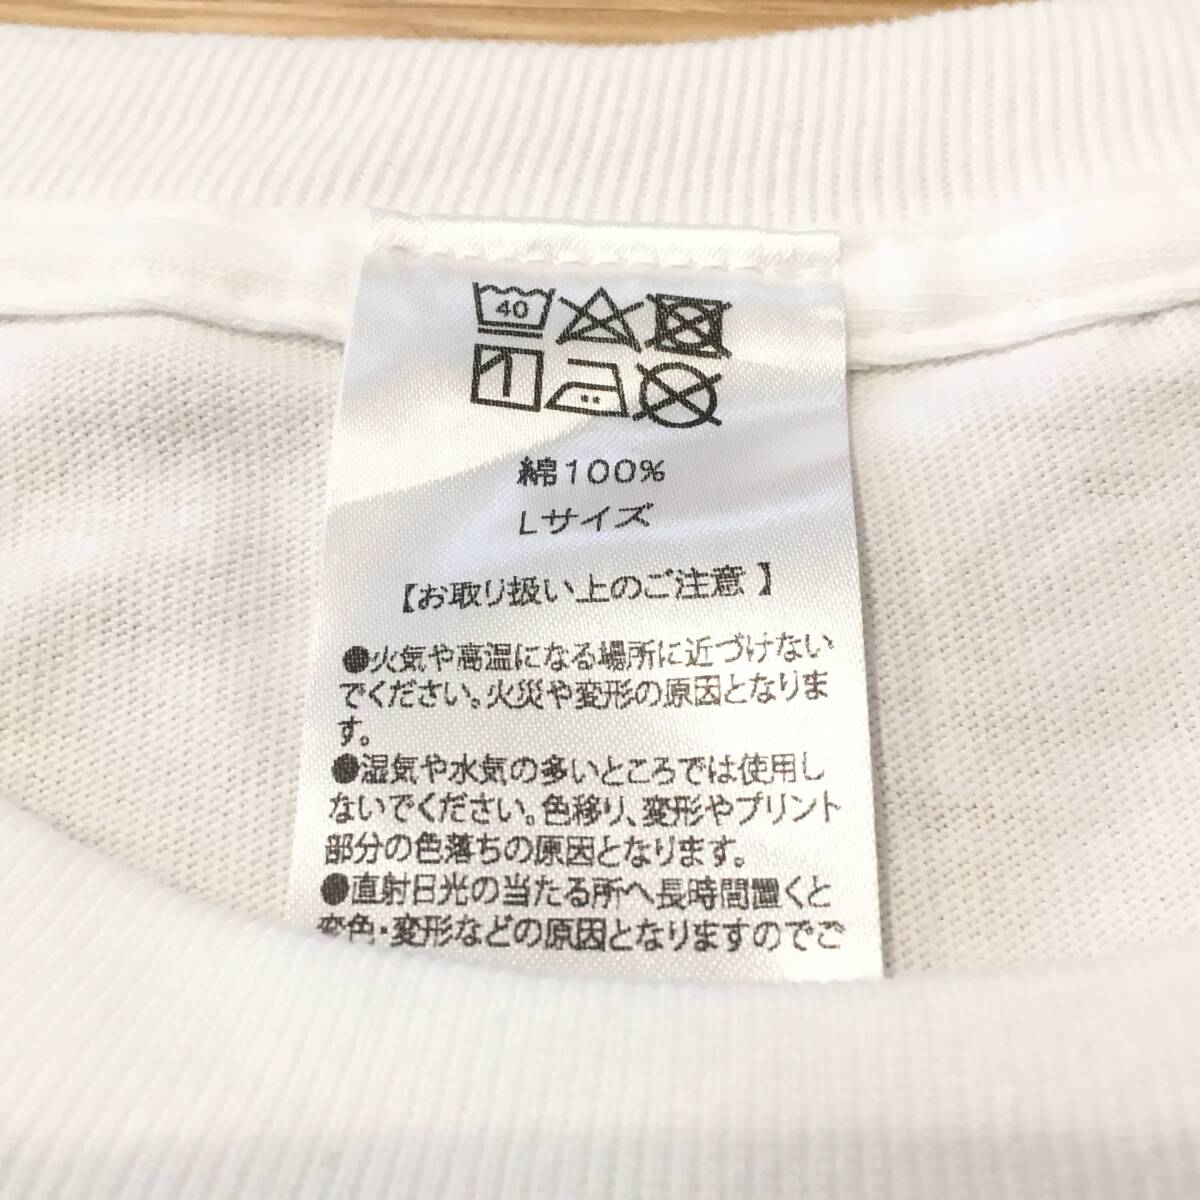 40
綿100%
Lサイズ
【お取り扱い上のご注意】
●火気や高温になる場所に近づけない
でください。火災や変形の原因となりま
す。
●湿気や水気の多いところでは使用し
ないでください。色移り、変形やプリント
部分の色落ちの原因となります。
●直射日光の当たる所へ長時間置くと
変色・変形などの原因となりますのでご